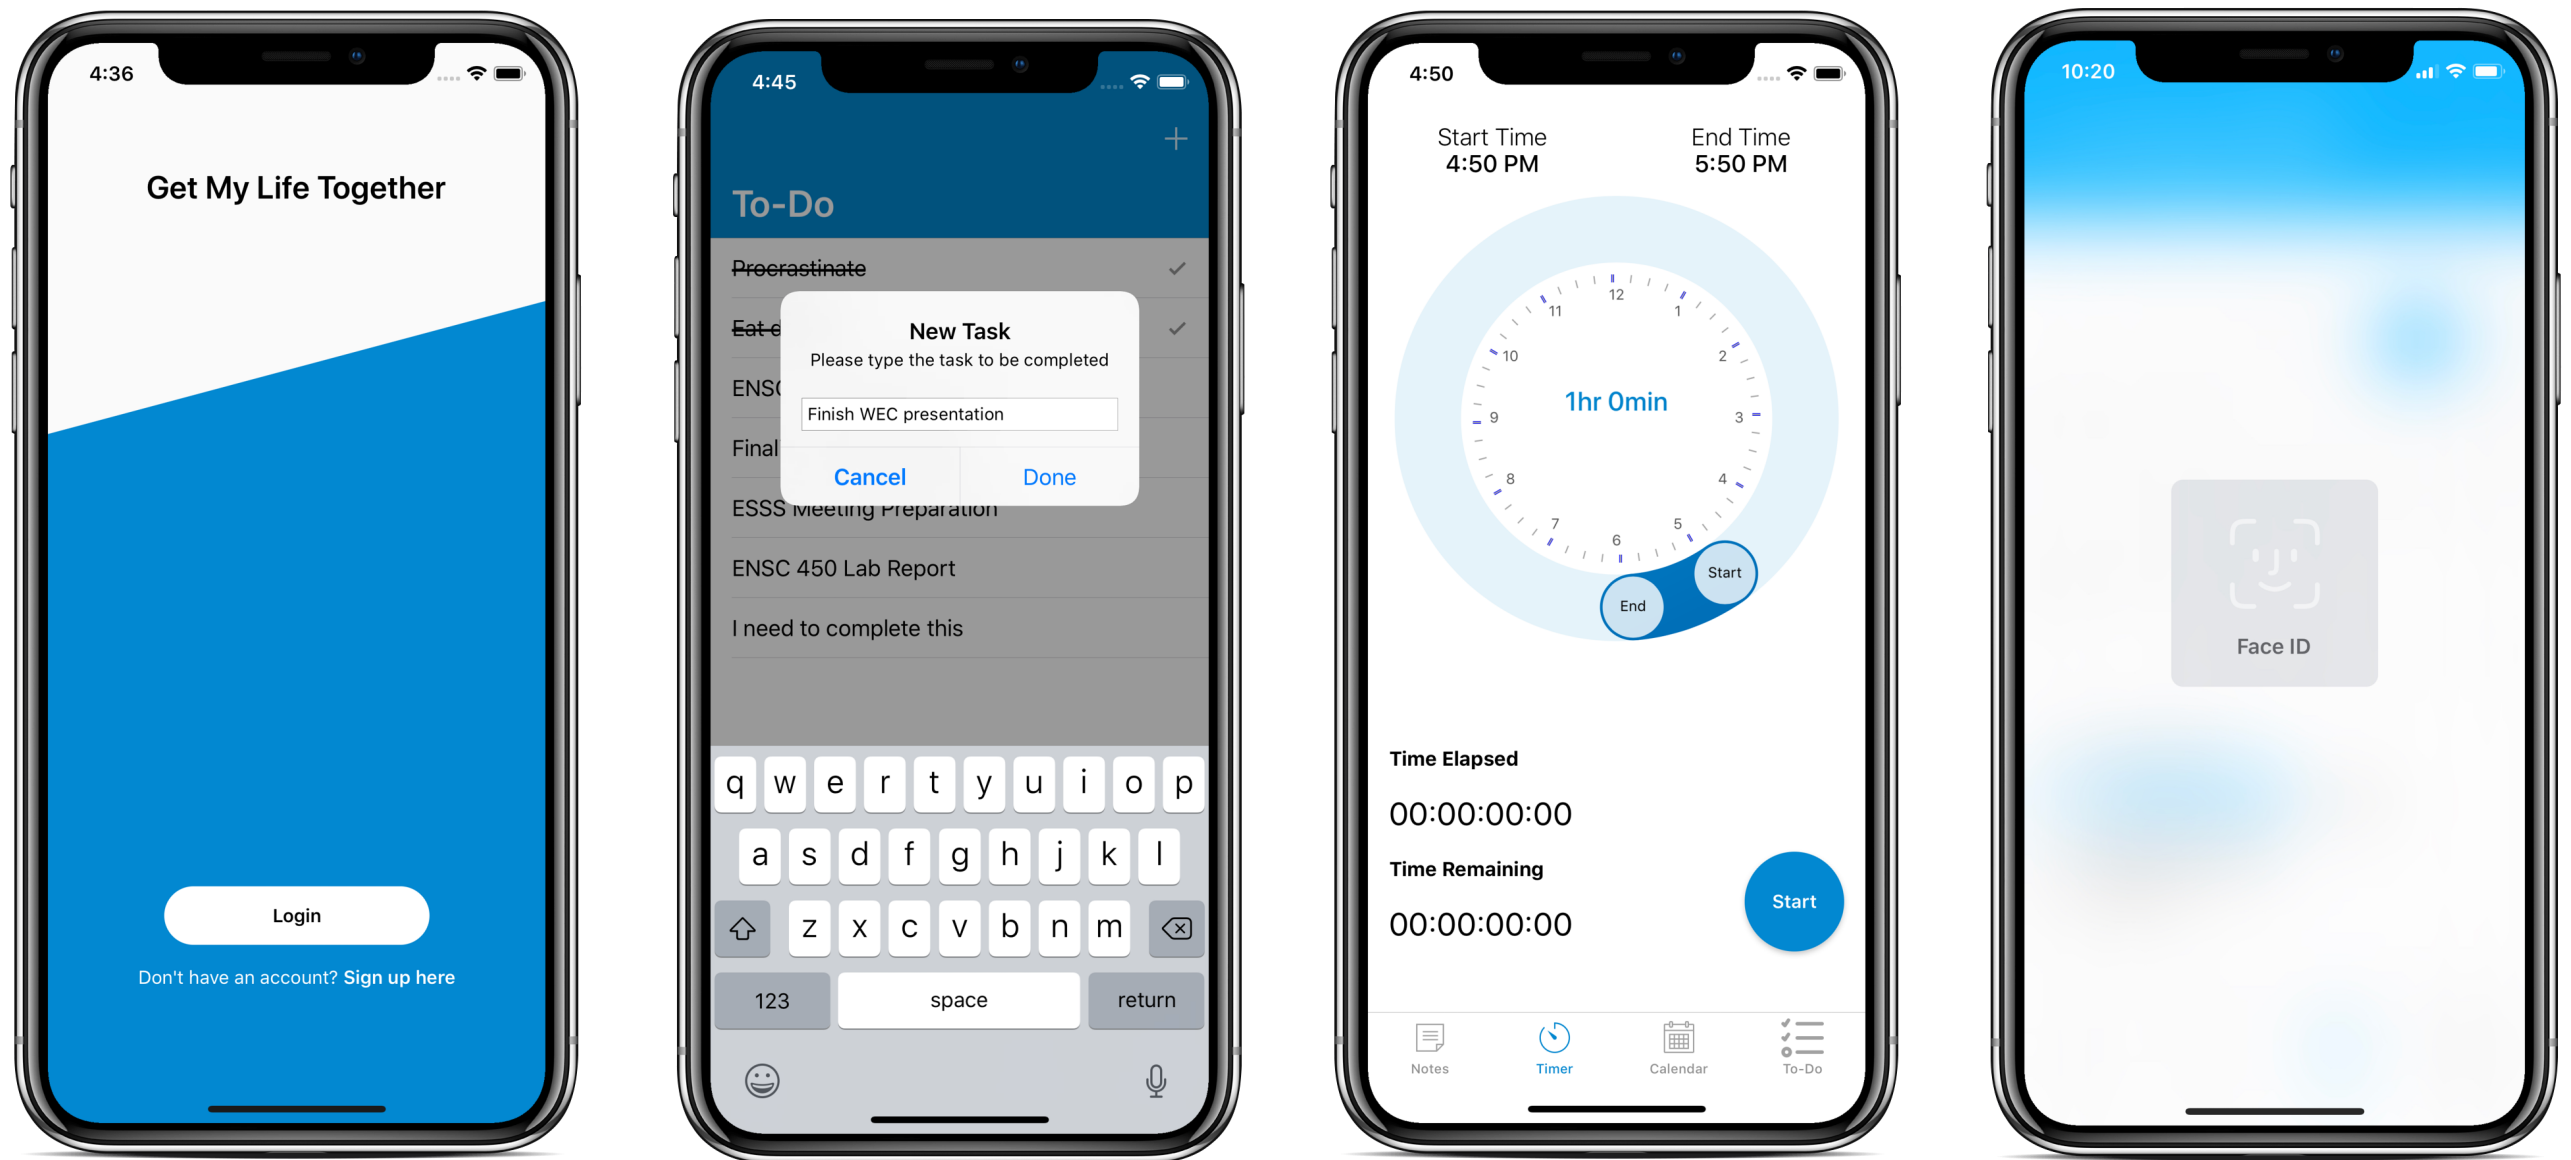 4:36
Get My Life Together
Login
Don't have an account? Sign up here
4:45
To-Do
Procrastinate
Eat
New Task
Please type the task to be completed
Finish WEC presentation
Cancel Done
Final
ESSS Meeting Preparation
ENSC 450 Lab Report
I need to complete this
q w e r t y u i o p
a s d f g h j k l
z x c v b n m
123 space return
4:50
Start Time End Time
4:50 PM 5:50 PM
12
11 1
10 2
1hr 0min
9 3
8 4
7 5
6
Start
End
Time Elapsed
00:00:00:00
Time Remaining
00:00:00:00
Start
Notes Timer Calendar To-Do
10:20
Face ID